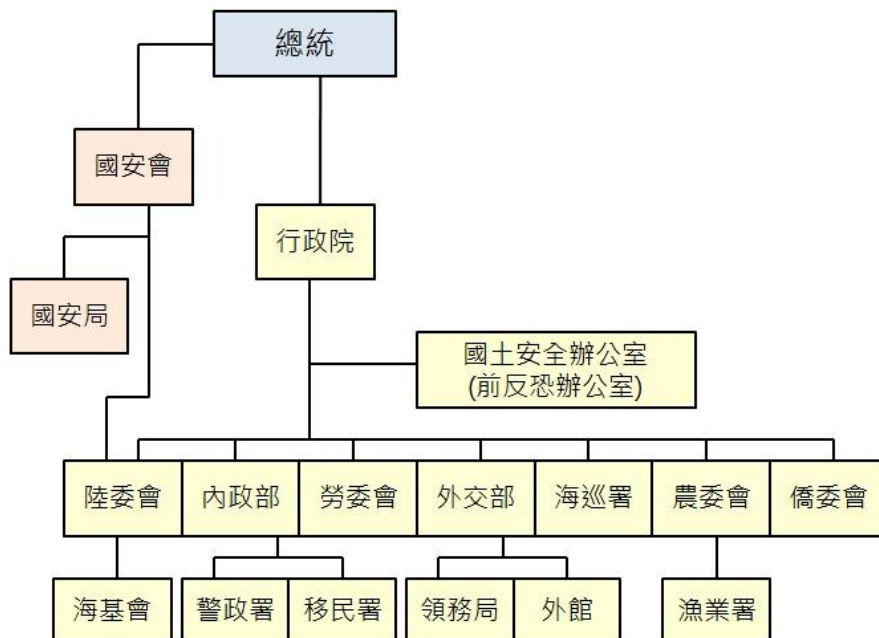 總統
國安會
行政院
國安局
國土安全辦公室
(前反恐辦公室)
陸委會
內政部
勞委會
外交部
海巡署
農委會
僑委會
海基會
警政署
移民署
領務局
外館
漁業署